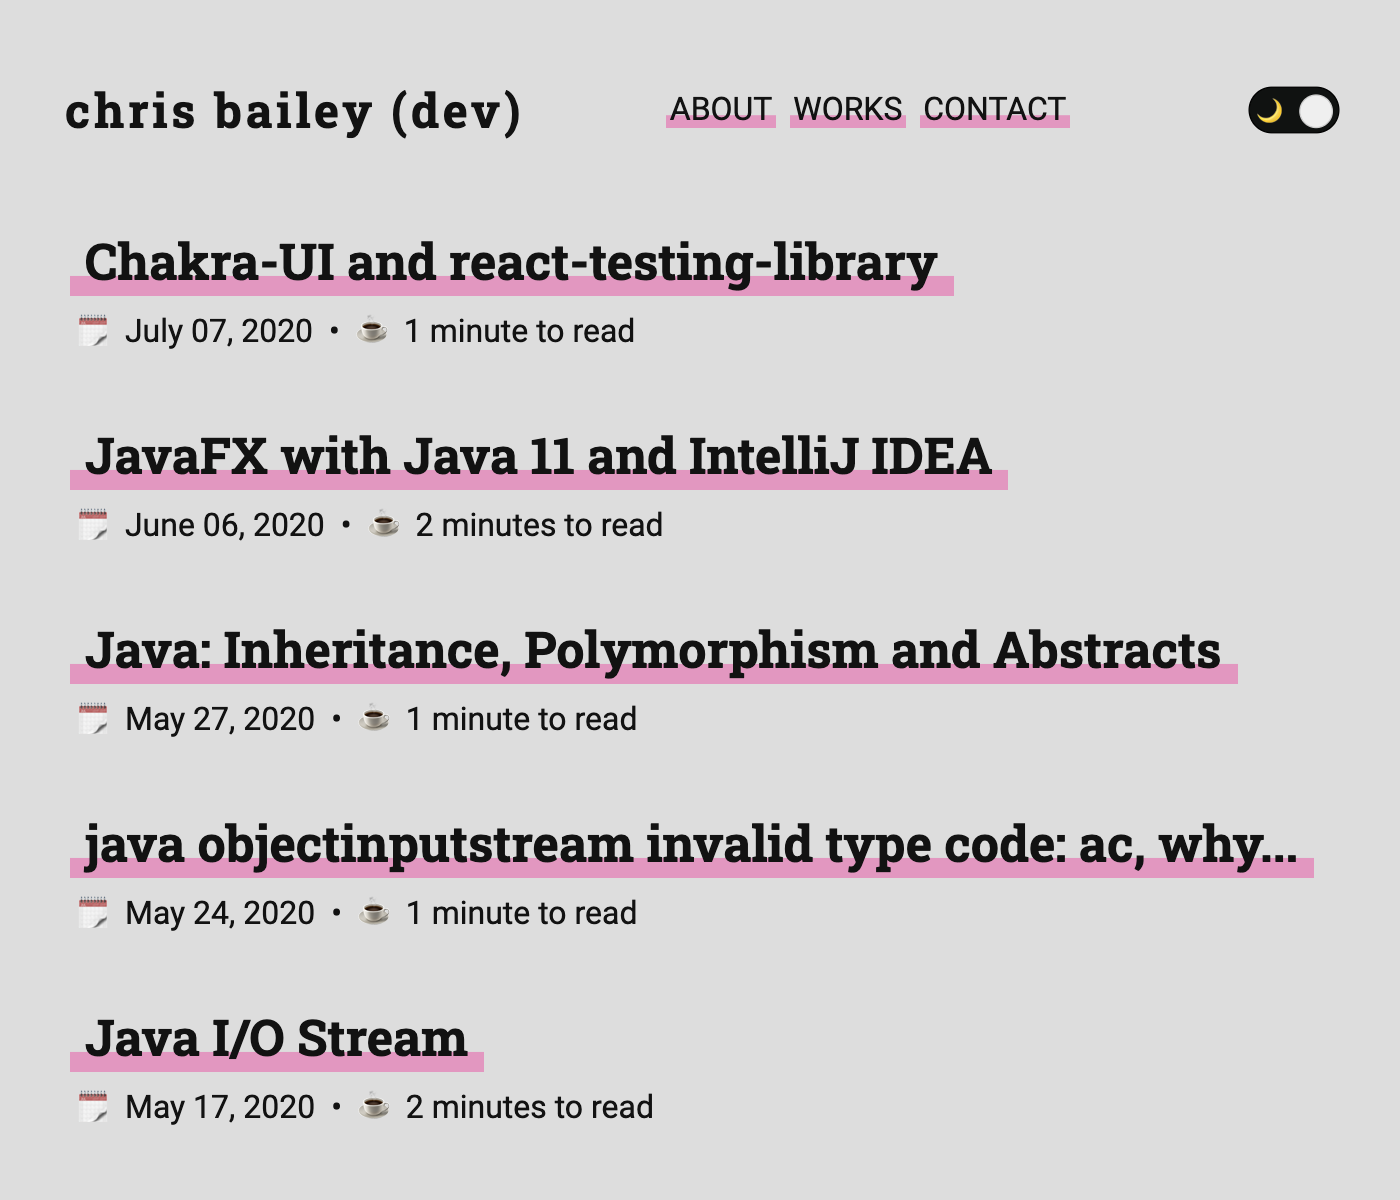 chris bailey (dev)
ABOUT WORKS CONTACT
Chakra-UI and react-testing-library
July 07, 2020 • 1 minute to read
JavaFX with Java 11 and IntelliJ IDEA
June 06, 2020 • 2 minutes to read
Java: Inheritance, Polymorphism and Abstracts
May 27, 2020 • 1 minute to read
java objectinputstream invalid type code: ac, why...
May 24, 2020 • 1 minute to read
Java I/O Stream
May 17, 2020 • 2 minutes to read